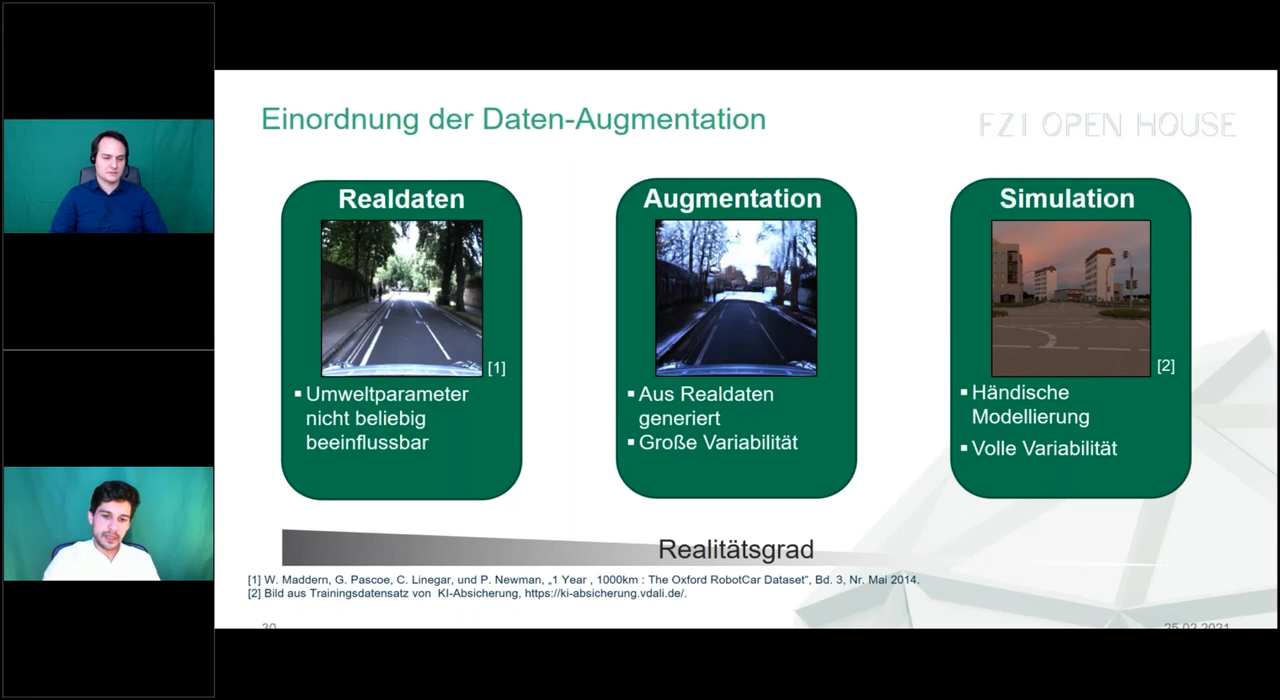 Einordnung der Daten-Augmentation
FZI OPEN HOUSE
Realdaten
[1]
▪ Umweltparameter
nicht beliebig
beeinflussbar
Augmentation
▪ Aus Realdaten
generiert
▪ Große Variabilität
Simulation
[2]
▪ Händische
Modellierung
▪ Volle Variabilität
Realitätsgrad
[1] W. Maddern, G. Pascoe, C. Linegar, und P. Newman, „1 Year , 1000km : The Oxford RobotCar Dataset“, Bd. 3, Nr. Mai 2014.
[2] Bild aus Trainingsdatensatz von KI-Absicherung, https://ki-absicherung.vdali.de/.
30
25.02.2021